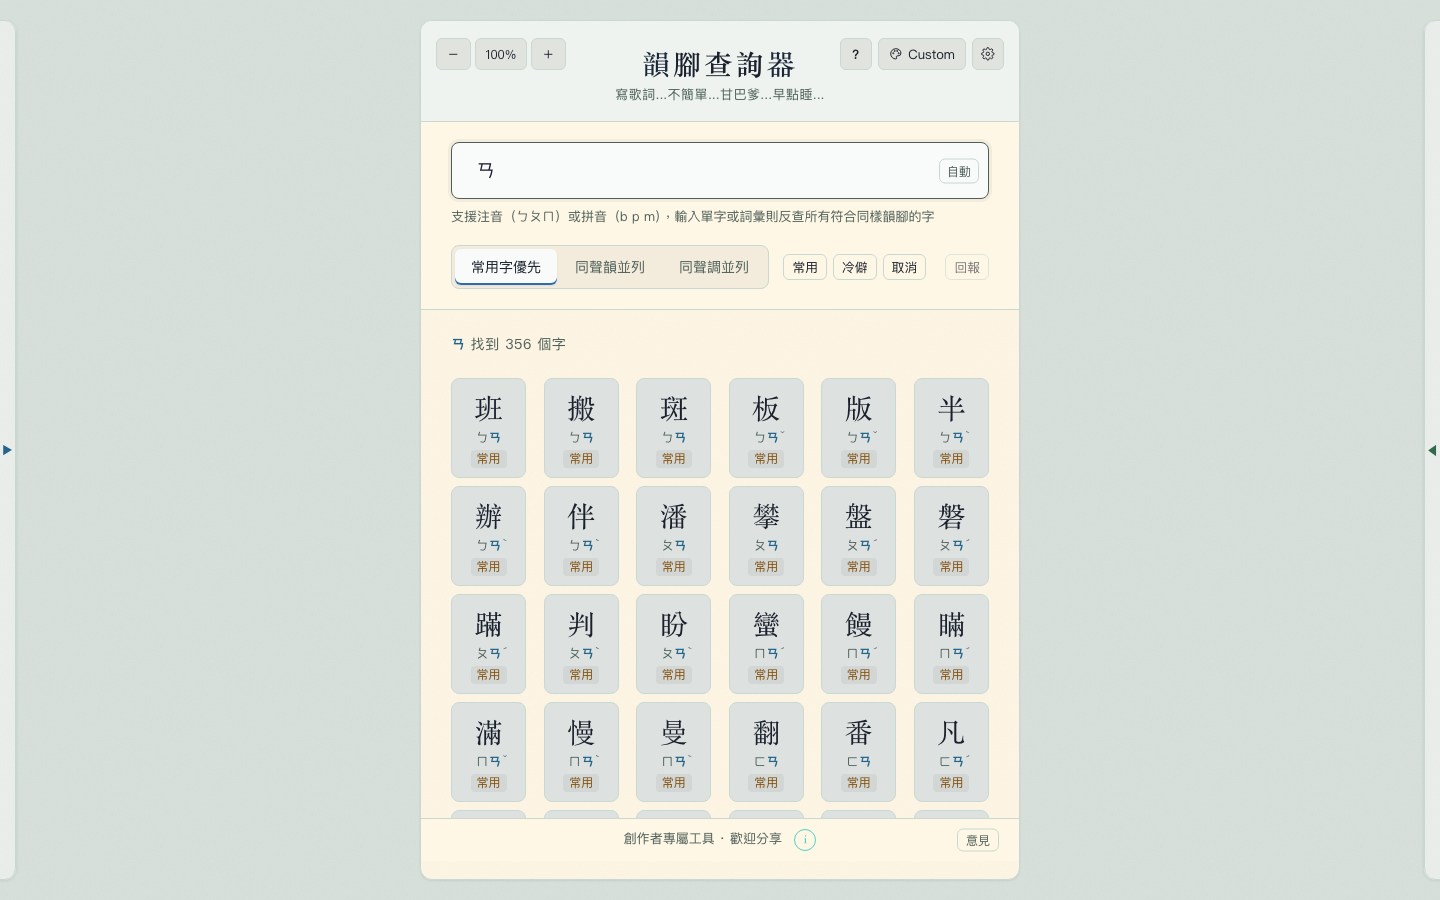 − 100% + 韻腳查詢器 ? Custom
寫歌詞...不簡單...甘巴爹...早點睡...
ㄢ 自動
支援注音（ㄅㄆㄇ）或拼音（b p m），輸入單字或詞彙則反查所有符合同樣韻腳的字
常用字優先 同聲韻並列 同聲調並列 常用 冷僻 取消 回報
ㄢ 找到 356 個字
班 搬 斑 板 版 半
ㄅㄢ ㄅㄢ ㄅㄢ ㄅㄢˇ ㄅㄢˇ ㄅㄢˋ
常用 常用 常用 常用 常用 常用
辦 伴 潘 攀 盤 磐
ㄅㄢˋ ㄅㄢˋ ㄆㄢ ㄆㄢ ㄆㄢˊ ㄆㄢˊ
常用 常用 常用 常用 常用 常用
蹣 判 盼 蠻 饅 瞞
ㄆㄢˊ ㄆㄢˋ ㄆㄢˋ ㄇㄢˊ ㄇㄢˊ ㄇㄢˊ
常用 常用 常用 常用 常用 常用
滿 慢 曼 翻 番 凡
ㄇㄢˇ ㄇㄢˋ ㄇㄢˋ ㄈㄢ ㄈㄢ ㄈㄢˊ
常用 常用 常用 常用 常用 常用
創作者專屬工具 · 歡迎分享 i 意見